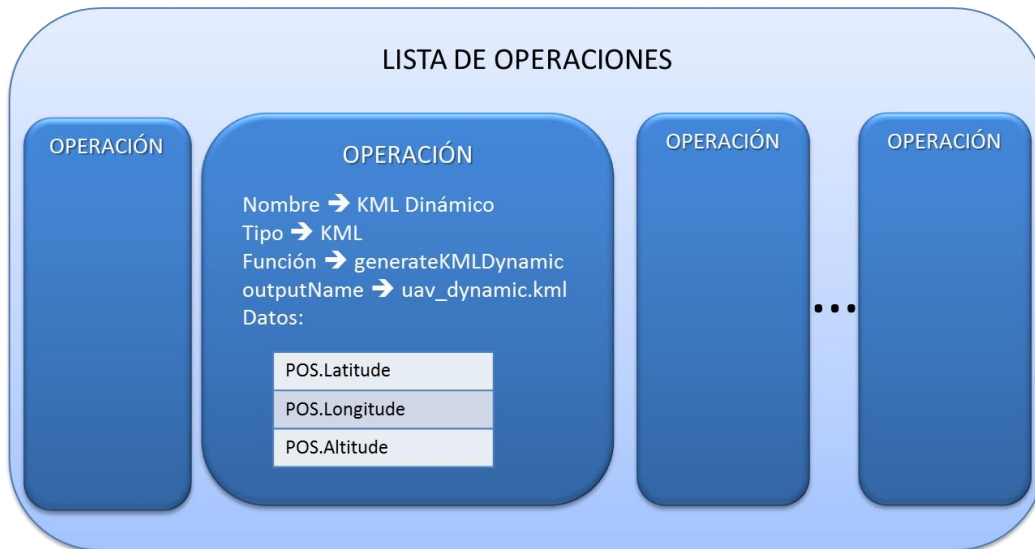 LISTA DE OPERACIONES
OPERACIÓN
OPERACIÓN
Nombre ➔ KML Dinámico
Tipo ➔ KML
Función ➔ generateKMLDynamic
outputName ➔ uav_dynamic.kml
Datos:
POS.Latitude
POS.Longitude
POS.Altitude
OPERACIÓN
...
OPERACIÓN